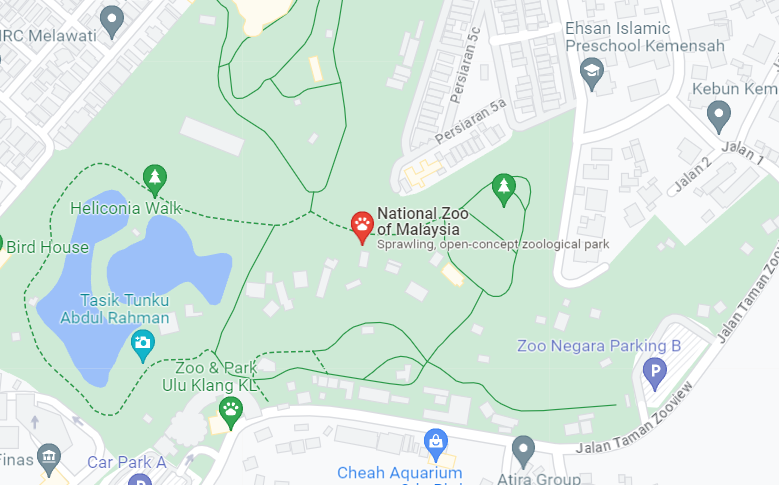 IRC Melawati
Ehsan Islamic
Preschool Kemensah
Persiaran 5c
Kebun Kem
Persiaran 5a
Jalan 1
Jalan 2
Heliconia Walk
National Zoo
of Malaysia
Sprawling, open-concept zoological park
Bird House
Tasik Tunku
Abdul Rahman
Jalan Taman Zoo
Zoo Negara Parking B
P
Zoo & Park
Ulu Klang KL
Jalan Taman Zooview
Finas
Car Park A
P
Cheah Aquarium
Atira Group